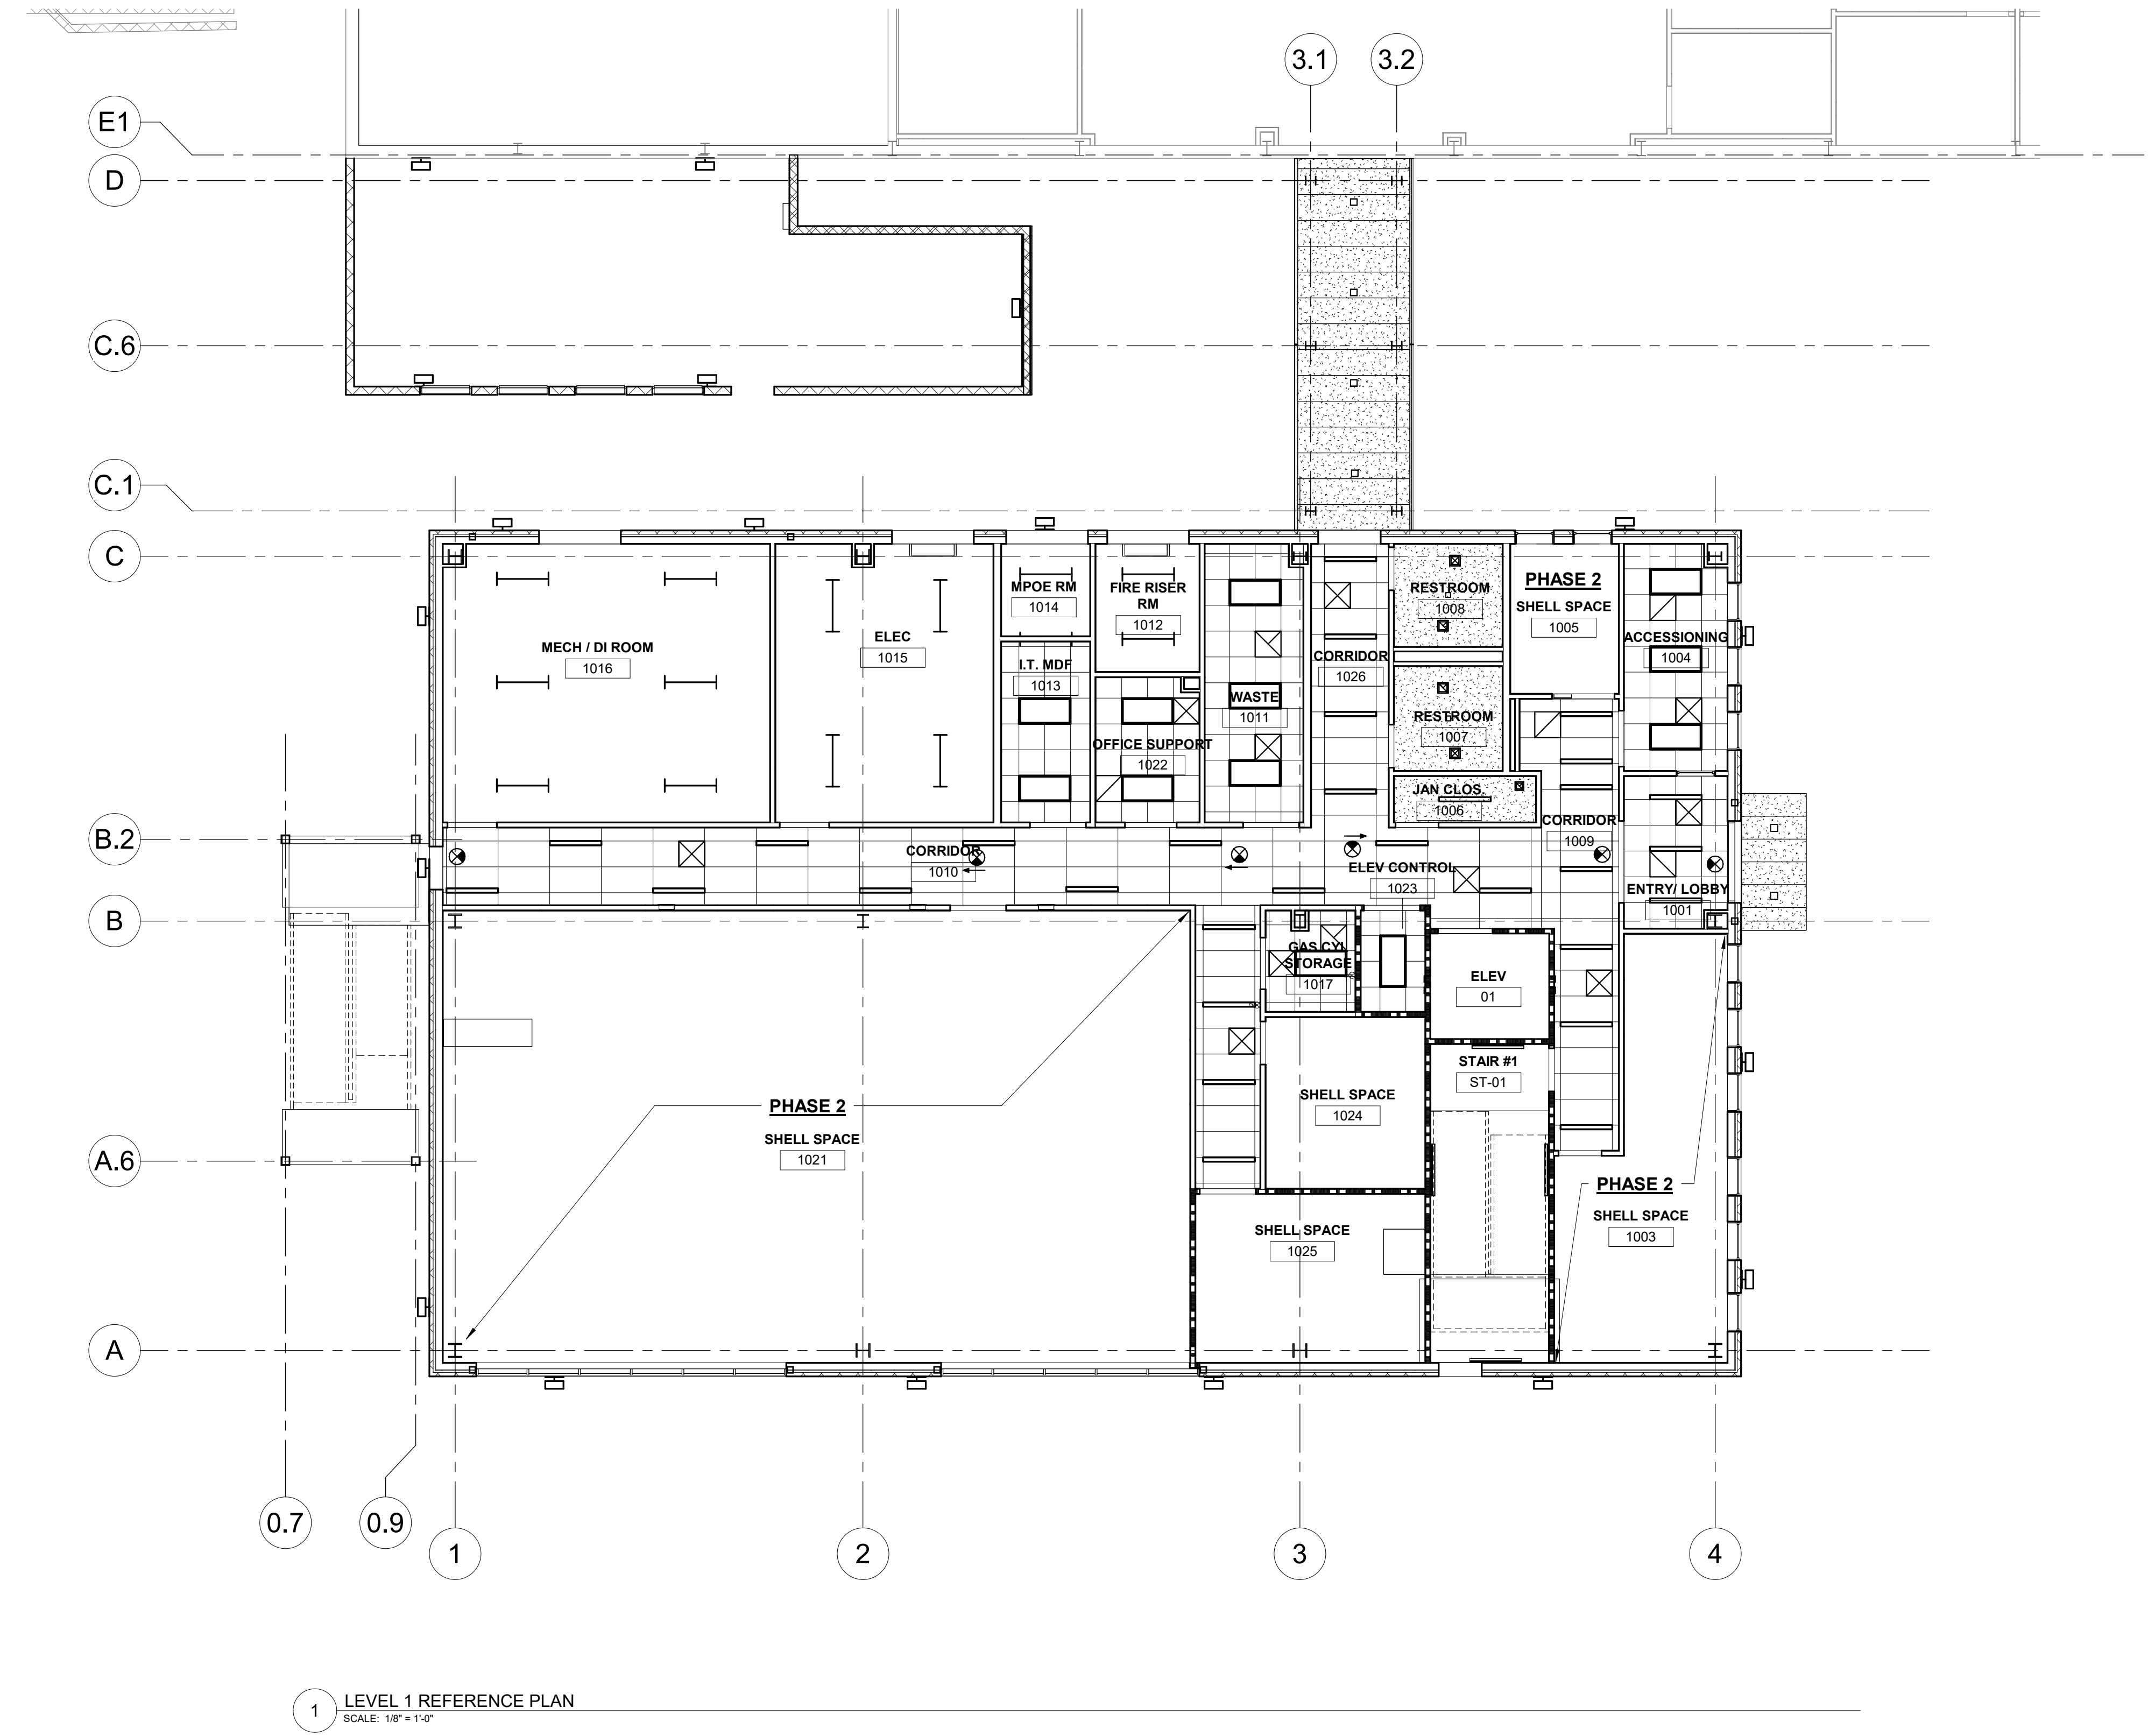 3.1
3.2
E1
D
C.6
C.1
C
B.2
B
A.6
A
MECH / DI ROOM
1016
ELEC
1015
MPOE RM
1014
I.T. MDF
1013
FIRE RISER
RM
1012
OFFICE SUPPORT
1022
WASTE
1011
CORRIDOR
1026
RESTROOM
1008
RESTROOM
1007
JAN CLOS.
1006
PHASE 2
SHELL SPACE
1005
ACCESSIONING
1004
CORRIDOR
1009
CORRIDOR
1010
ELEV CONTROL
1023
ENTRY/ LOBBY
1001
GAS CYL
STORAGE
1017
ELEV
01
STAIR #1
ST-01
SHELL SPACE
1024
PHASE 2
SHELL SPACE
1021
PHASE 2
SHELL SPACE
1003
SHELL SPACE
1025
0.7
0.9
1
2
3
4
1
LEVEL 1 REFERENCE PLAN
SCALE: 1/8" = 1'-0"